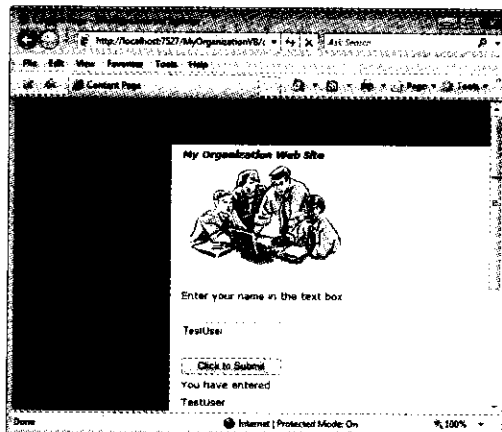 http://localhost:7527/MyOrganizationVB/c
Ask Search
File Edit View Favorites Tools Help
Content Page
Page Tools
My Organization Web Site
Enter your name in the text box
TestUser
Click to Submit
You have entered
TestUser
Done
Internet | Protected Mode: On
100%